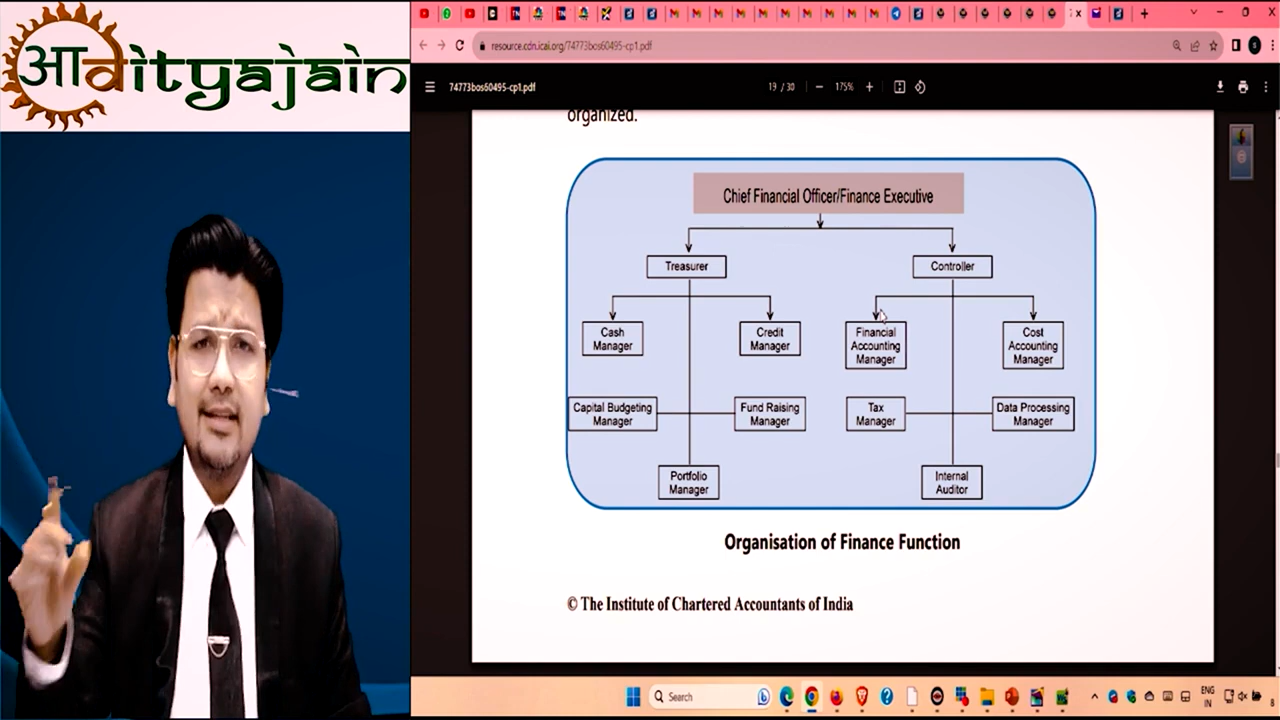 आdityajain
resource.cdn.icai.org/74773bos60495-cp1.pdf
74773bos60495-cp1.pdf
19 / 30
175%
organized.
Chief Financial Officer/Finance Executive
Treasurer
Controller
Cash
Manager
Credit
Manager
Financial
Accounting
Manager
Cost
Accounting
Manager
Capital Budgeting
Manager
Fund Raising
Manager
Tax
Manager
Data Processing
Manager
Portfolio
Manager
Internal
Auditor
Organisation of Finance Function
© The Institute of Chartered Accountants of India
Search
ENG
IN